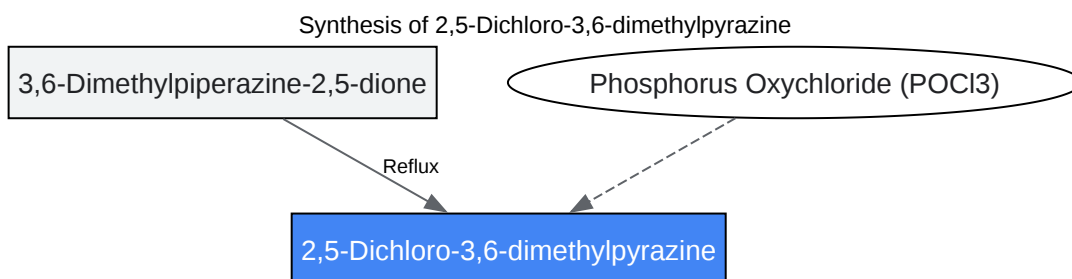 Synthesis of 2,5-Dichloro-3,6-dimethylpyrazine
3,6-Dimethylpiperazine-2,5-dione
Phosphorus Oxychloride (POCl3)
Reflux
2,5-Dichloro-3,6-dimethylpyrazine